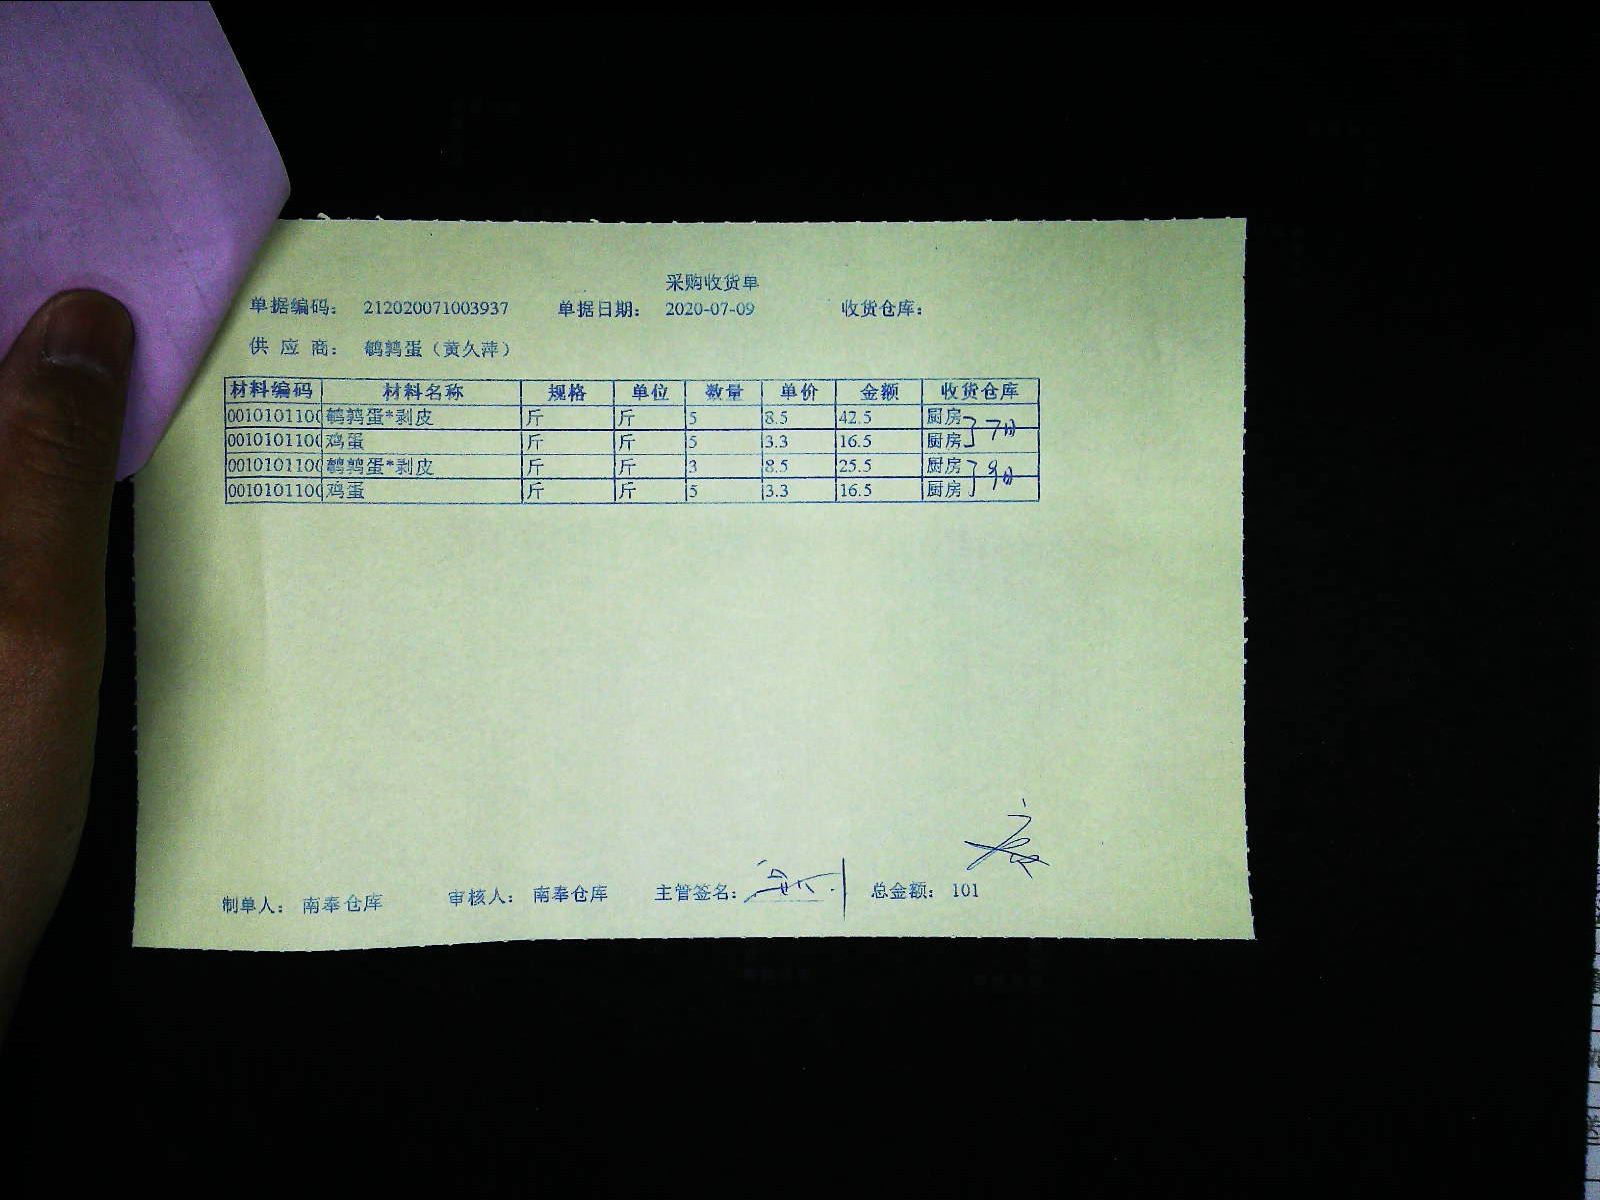 采购收货单
单据编码: 212020071003937 单据日期: 2020-07-09 收货仓库:
供应商: 鹌鹑蛋（黄久萍）
材料编码 材料名称 规格 单位 数量 单价 金额 收货仓库
0010101100 鹌鹑蛋*剥皮 斤 斤 5 8.5 42.5 厨房
0010101100 鸡蛋 斤 斤 5 3.3 16.5 厨房
7日
0010101100 鹌鹑蛋*剥皮 斤 斤 3 8.5 25.5 厨房
0010101100 鸡蛋 斤 斤 5 3.3 16.5 厨房
9日
制单人: 南奉仓库 审核人: 南奉仓库 主管签名: 总金额: 101